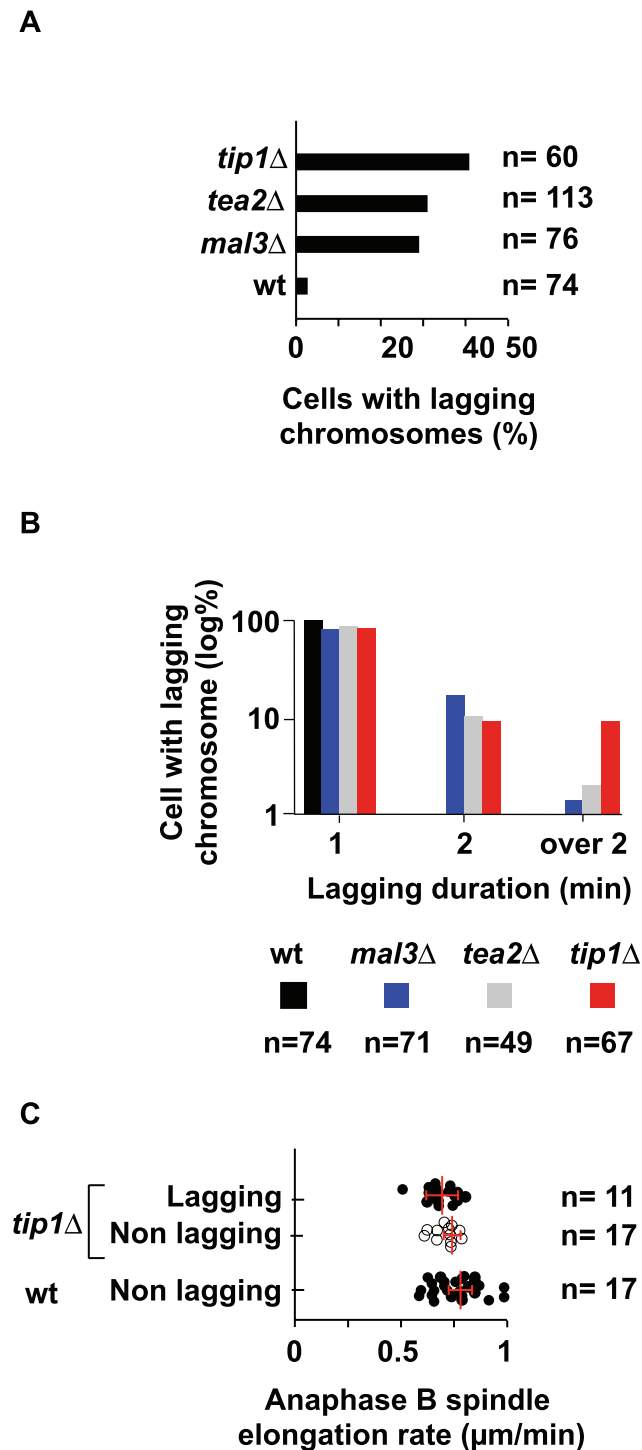 A
tip1Δ n= 60
tea2Δ n= 113
mal3Δ n= 76
wt n= 74
0 20 40 50
Cells with lagging
chromosomes (%)
B
Cell with lagging
chromosome (log%)
100
10
1
1 2 over 2
Lagging duration (min)
wt mal3Δ tea2Δ tip1Δ
n=74 n=71 n=49 n=67
C
tip1Δ
Lagging n= 11
Non lagging n= 17
wt Non lagging n= 17
0 0.5 1
Anaphase B spindle
elongation rate (µm/min)